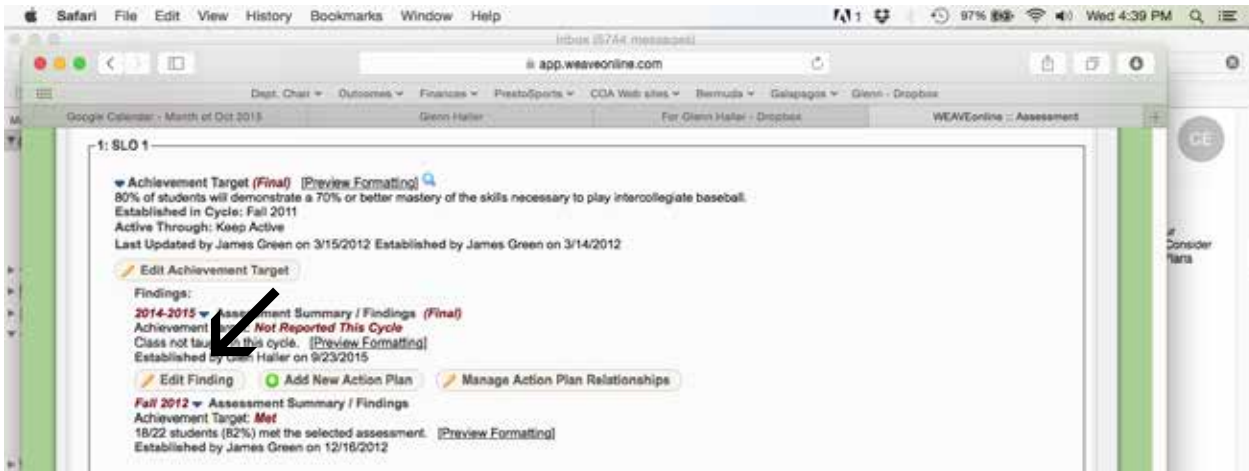 Safari File Edit View History Bookmarks Window Help 1 97% Wed 4:39 PM
Inbox (5744 messages)
app.weaveonline.com
Dept. Chair Outcomes Finances PrestoSports COA Web sites Bermuda Galapagos Glenn - Dropbox
Google Calendar - Month of Oct 2015 Glenn Haller For Glenn Haller - Dropbox WEAVEonline :: Assessment
GE
1: SLO 1
Achievement Target (Final) [Preview Formatting]
80% of students will demonstrate a 70% or better mastery of the skills necessary to play intercollegiate baseball.
Established in Cycle: Fall 2011
Active Through: Keep Active
Last Updated by James Green on 3/15/2012 Established by James Green on 3/14/2012
Consider
Plans
Edit Achievement Target
Findings:
2014-2015 Assessment Summary / Findings (Final)
Achievement Not Reported This Cycle
Class not this cycle. [Preview Formatting]
Established by Glen Haller on 9/23/2015
Edit Finding Add New Action Plan Manage Action Plan Relationships
Fall 2012 Assessment Summary / Findings
Achievement Target: Met
18/22 students (82%) met the selected assessment. [Preview Formatting]
Established by James Green on 12/16/2012